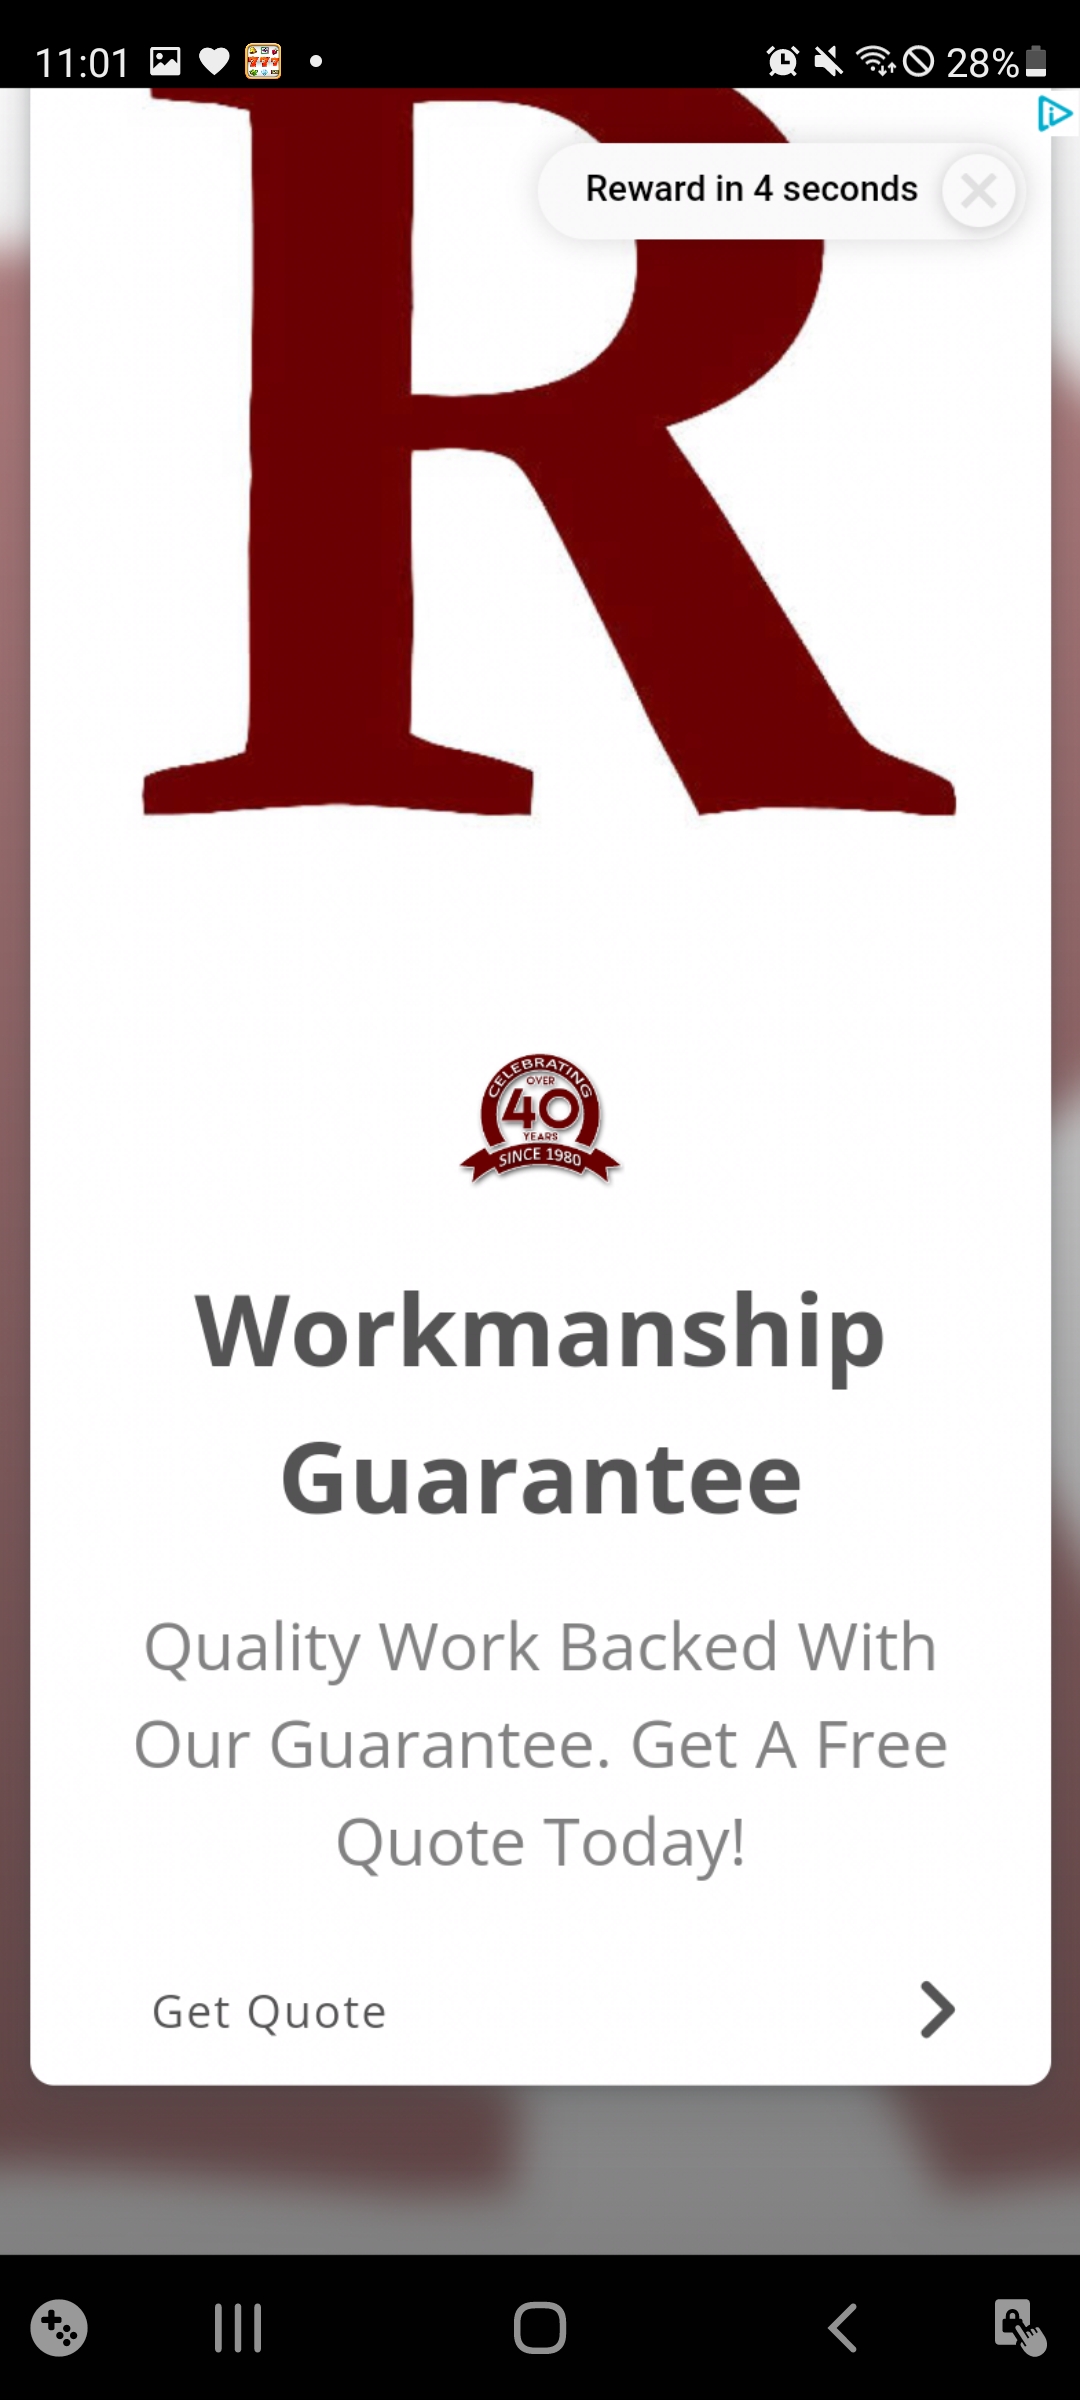 11:01
28%
Reward in 4 seconds
R
CELEBRATING
OVER
40
YEARS
SINCE 1980
Workmanship
Guarantee
Quality Work Backed With
Our Guarantee. Get A Free
Quote Today!
Get Quote